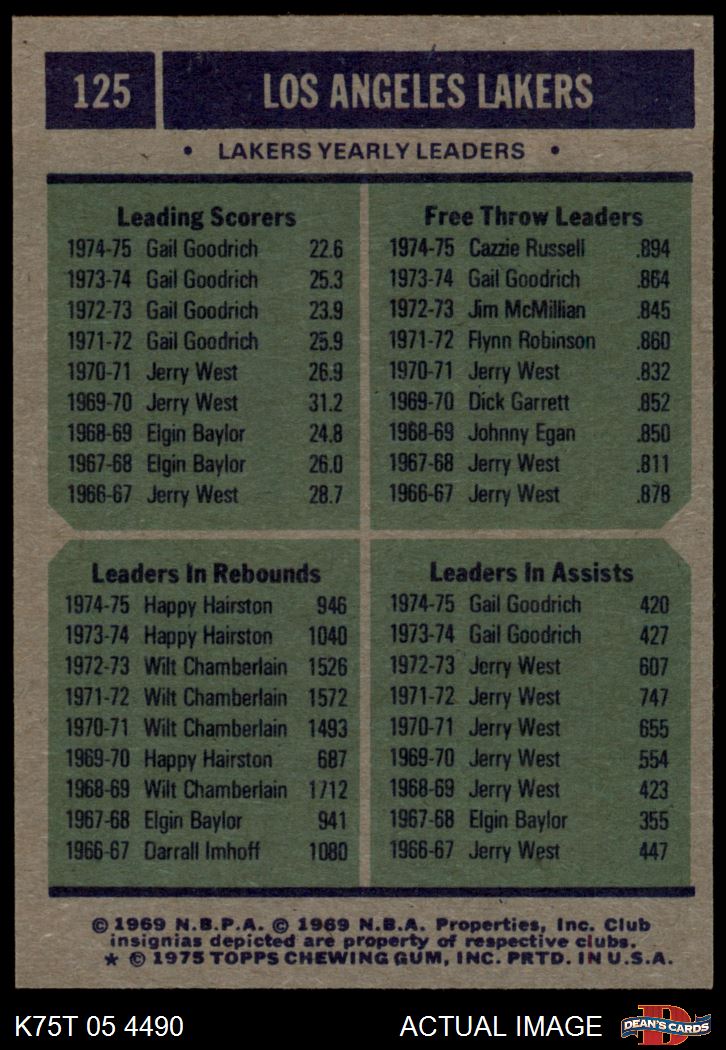 125 LOS ANGELES LAKERS
• LAKERS YEARLY LEADERS •
Leading Scorers
1974-75 Gail Goodrich 22.6
1973-74 Gail Goodrich 25.3
1972-73 Gail Goodrich 23.9
1971-72 Gail Goodrich 25.9
1970-71 Jerry West 26.9
1969-70 Jerry West 31.2
1968-69 Elgin Baylor 24.8
1967-68 Elgin Baylor 26.0
1966-67 Jerry West 28.7
Free Throw Leaders
1974-75 Cazzie Russell .894
1973-74 Gail Goodrich .864
1972-73 Jim McMillian .845
1971-72 Flynn Robinson .860
1970-71 Jerry West .832
1969-70 Dick Garrett .852
1968-69 Johnny Egan .850
1967-68 Jerry West .811
1966-67 Jerry West .878
Leaders In Rebounds
1974-75 Happy Hairston 946
1973-74 Happy Hairston 1040
1972-73 Wilt Chamberlain 1526
1971-72 Wilt Chamberlain 1572
1970-71 Wilt Chamberlain 1493
1969-70 Happy Hairston 687
1968-69 Wilt Chamberlain 1712
1967-68 Elgin Baylor 941
1966-67 Darrall Imhoff 1080
Leaders In Assists
1974-75 Gail Goodrich 420
1973-74 Gail Goodrich 427
1972-73 Jerry West 607
1971-72 Jerry West 747
1970-71 Jerry West 655
1969-70 Jerry West 554
1968-69 Jerry West 423
1967-68 Elgin Baylor 355
1966-67 Jerry West 447
© 1969 N.B.P.A. © 1969 N.B.A. Properties, Inc. Club
insignias depicted are property of respective clubs.
★ © 1975 TOPPS CHEWING GUM, INC. PRTD. IN U.S.A.
K75T 05 4490 ACTUAL IMAGE
D
DEAN'S CARDS